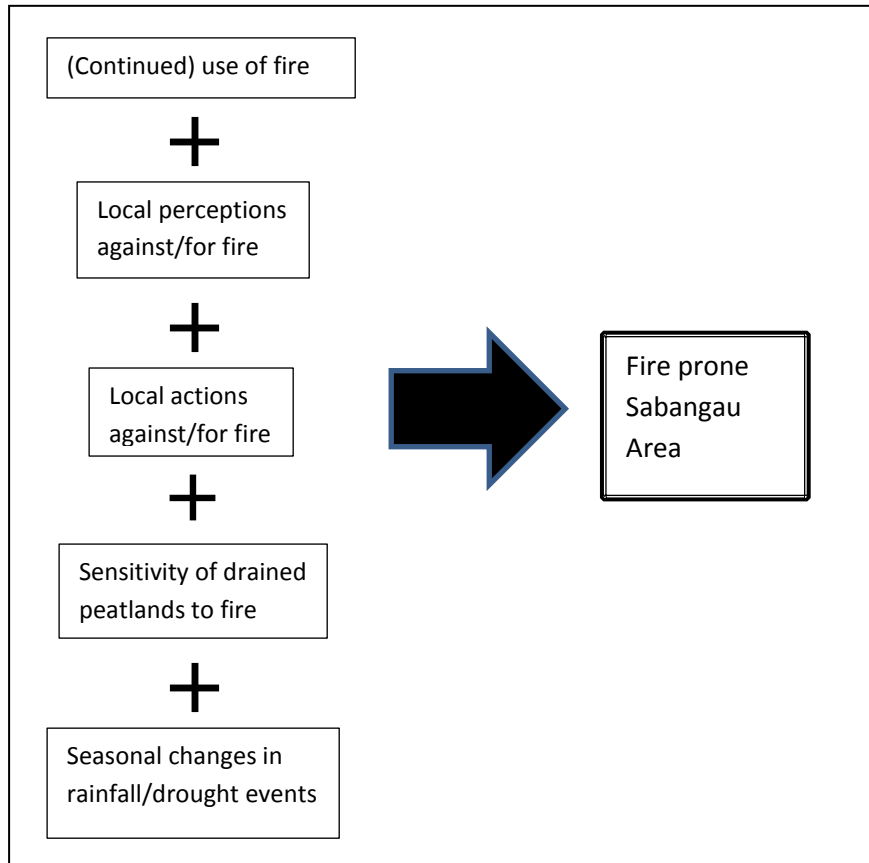 (Continued) use of fire
+
Local perceptions
against/for fire
+
Local actions
against/for fire
+
Sensitivity of drained
peatlands to fire
+
Seasonal changes in
rainfall/drought events
Fire prone
Sabangau
Area